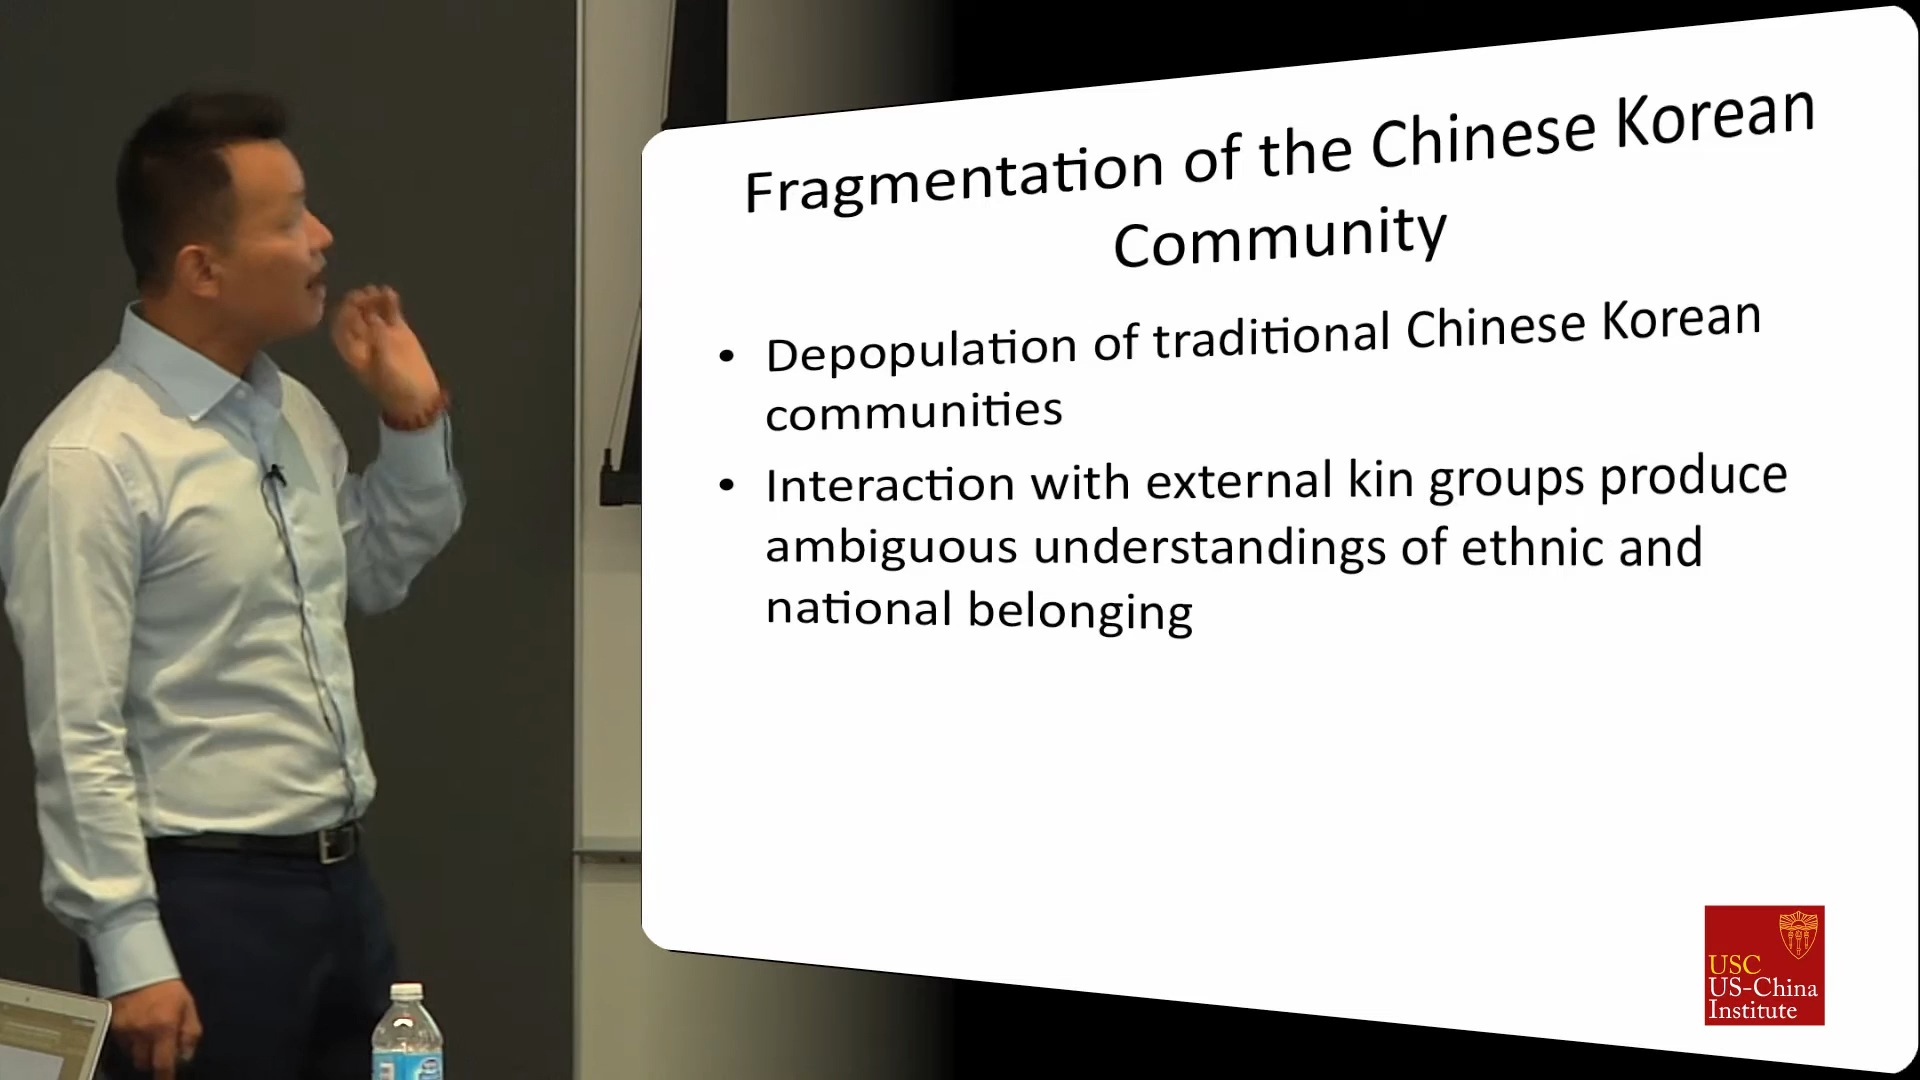 Fragmentation of the Chinese Korean
Community
• Depopulation of traditional Chinese Korean
communities
• Interaction with external kin groups produce
ambiguous understandings of ethnic and
national belonging
USC
US-China
Institute